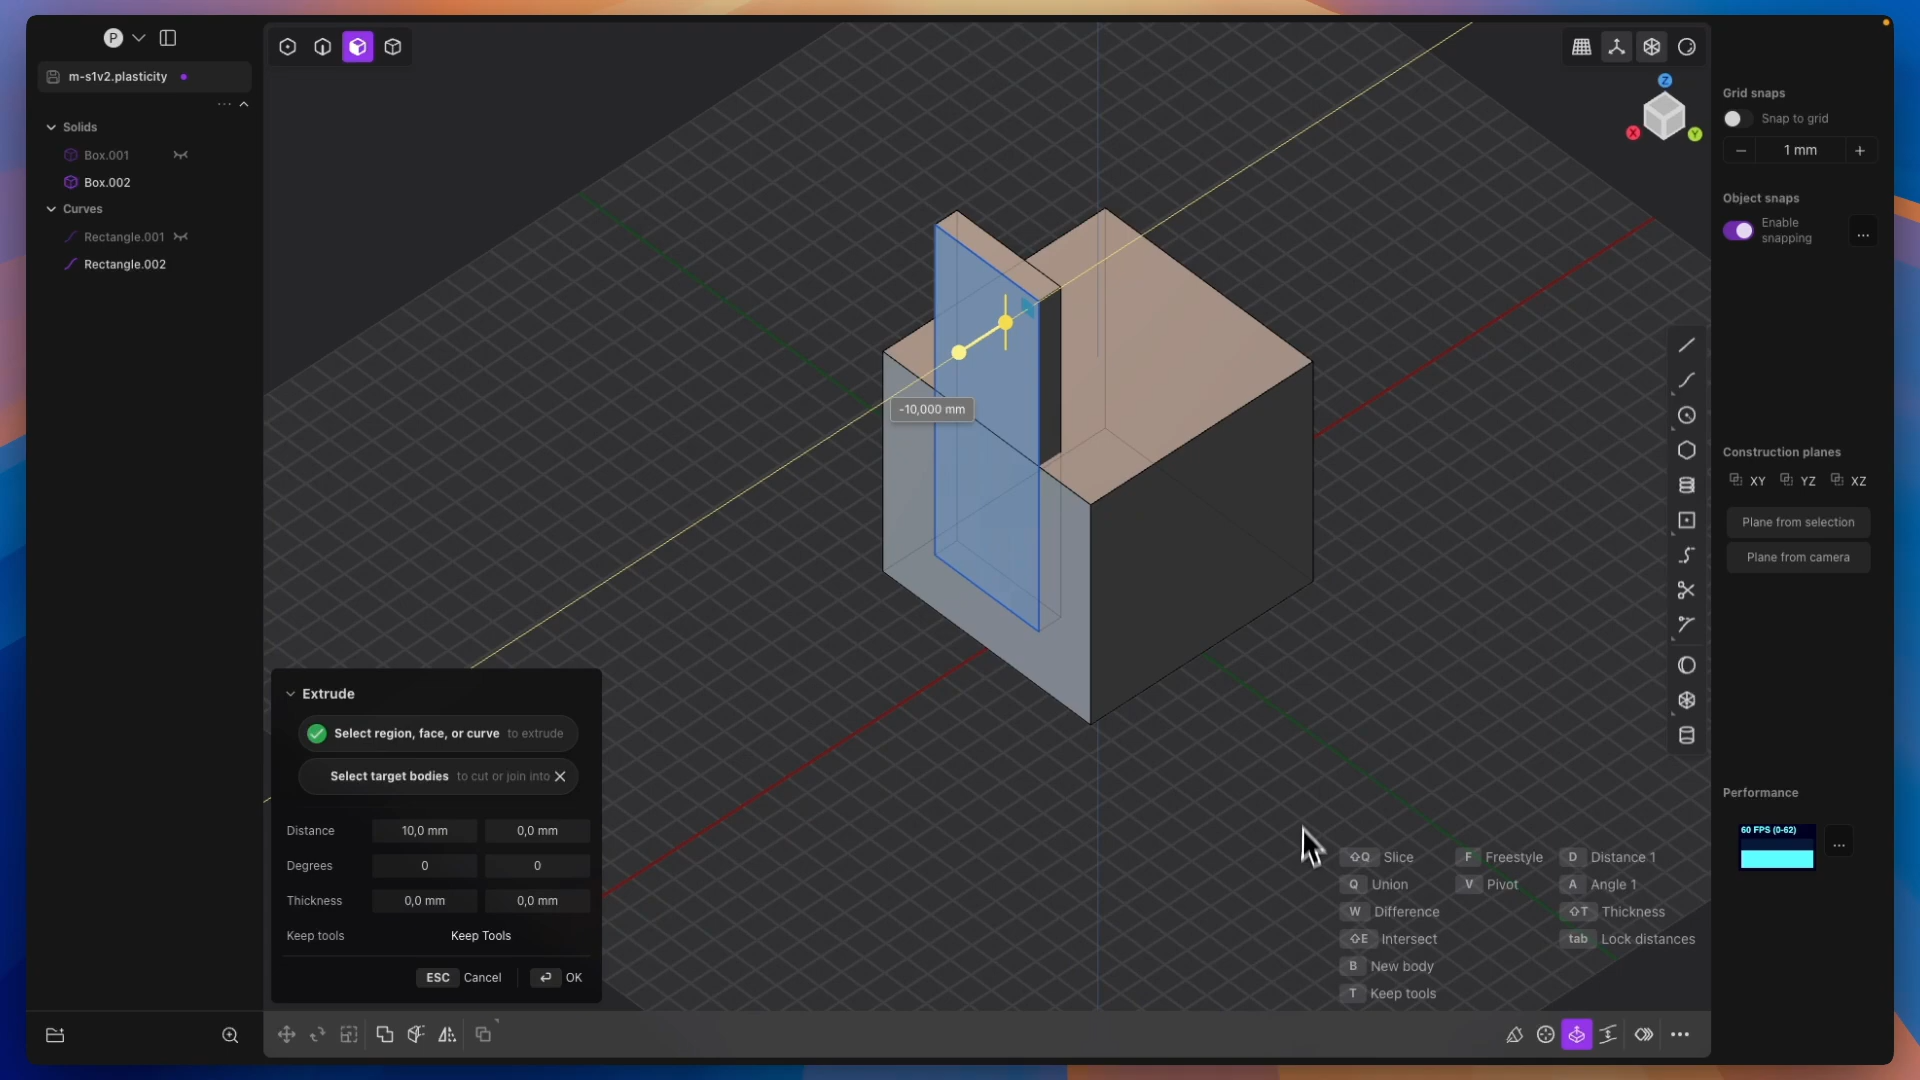 P
m-s1v2.plasticity
Solids
Box.001
Box.002
Curves
Rectangle.001
Rectangle.002
Z
X
Y
-10,000 mm
Extrude
Select region, face, or curve to extrude
Select target bodies to cut or join into
Distance 10,0 mm 0,0 mm
Degrees 0 0
Thickness 0,0 mm 0,0 mm
Keep tools Keep Tools
ESC Cancel OK
⇧Q Slice F Freestyle D Distance 1
Q Union V Pivot A Angle 1
W Difference ⇧T Thickness
⇧E Intersect tab Lock distances
B New body
T Keep tools
Grid snaps
Snap to grid
1 mm
Object snaps
Enable
snapping
...
Construction planes
XY YZ XZ
Plane from selection
Plane from camera
Performance
60 FPS (0-62)
...